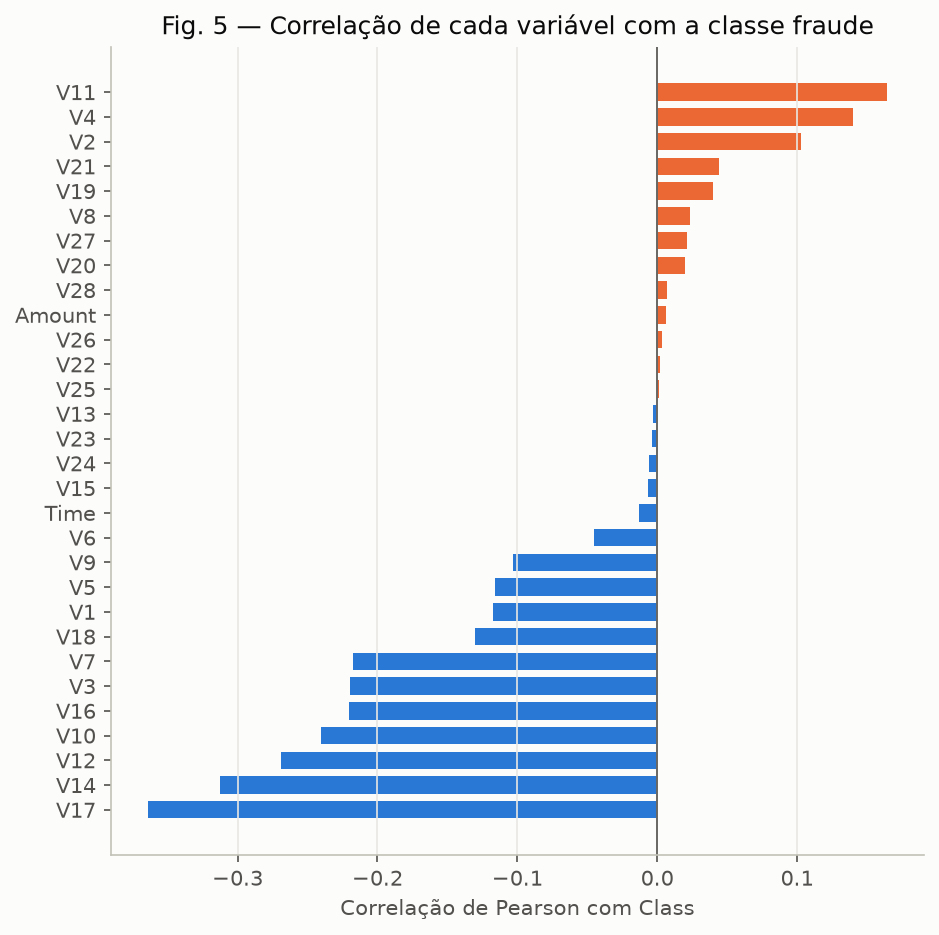 Fig. 5 — Correlação de cada variável com a classe fraude
V11
V4
V2
V21
V19
V8
V27
V20
V28
Amount
V26
V22
V25
V13
V23
V24
V15
Time
V6
V9
V5
V1
V18
V7
V3
V16
V10
V12
V14
V17
−0.3 −0.2 −0.1 0.0 0.1
Correlação de Pearson com Class